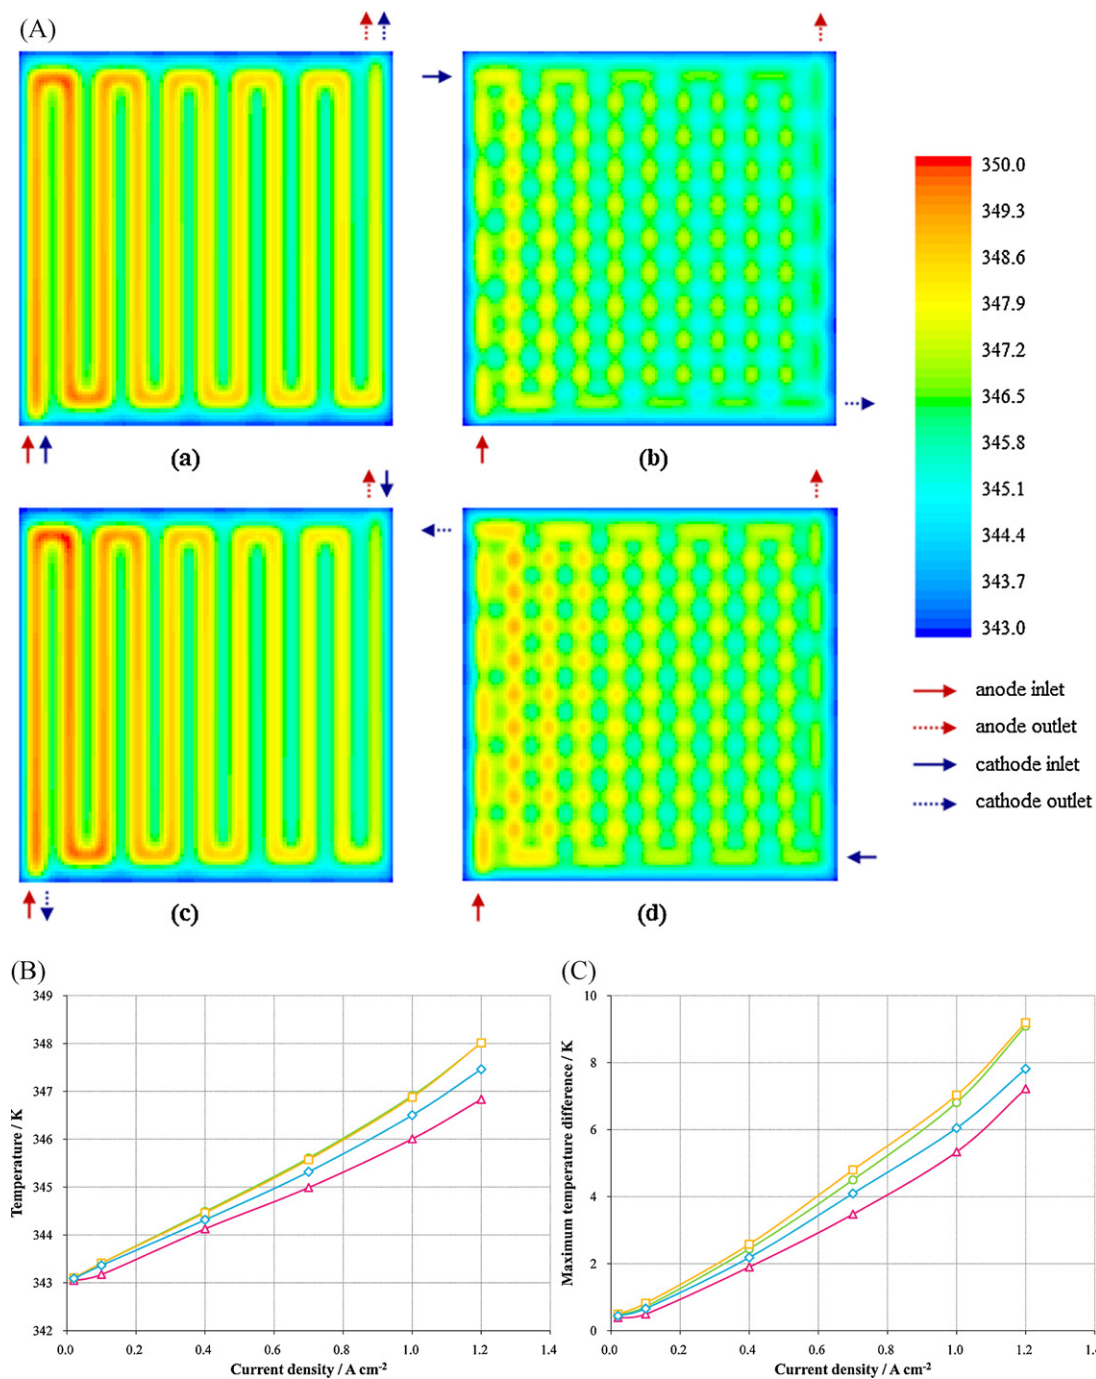 (A)
(a)
(b)
350.0
349.3
348.6
347.9
347.2
346.5
345.8
345.1
344.4
343.7
343.0
anode inlet
anode outlet
cathode inlet
cathode outlet
(c)
(d)
(B)
349
348
347
346
345
344
343
342
Temperature / K
0.0 0.2 0.4 0.6 0.8 1.0 1.2 1.4
Current density / A cm-2
(C)
10
8
6
4
2
0
Maximum temperature difference / K
0.0 0.2 0.4 0.6 0.8 1.0 1.2 1.4
Current density / A cm-2